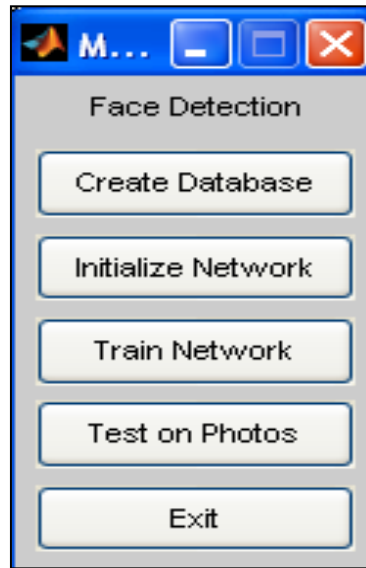 M...
Face Detection
Create Database
Initialize Network
Train Network
Test on Photos
Exit